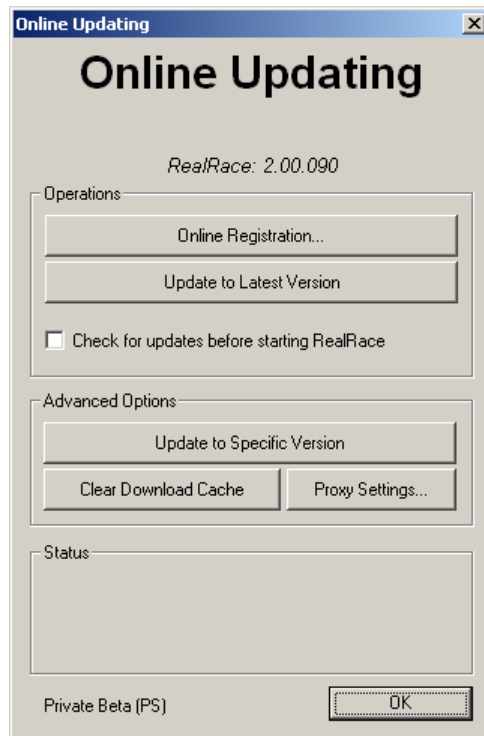 Online Updating
Online Updating
RealRace: 2.00.090
Operations
Online Registration...
Update to Latest Version
Check for updates before starting RealRace
Advanced Options
Update to Specific Version
Clear Download Cache
Proxy Settings...
Status
Private Beta (PS)
OK